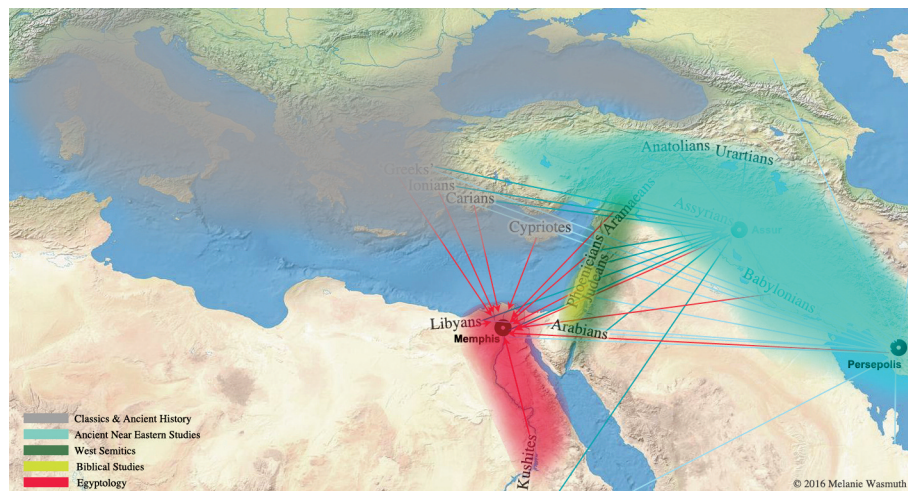 Anatolians
Urartians
Greeks
Ionians
Carians
Cypriotes
Aramaeans
Assyrians
Assur
Phoenicians
Judaeans
Babylonians
Libyans
Memphis
Arabians
Persepolis
Kushites
Classics & Ancient History
Ancient Near Eastern Studies
West Semitics
Biblical Studies
Egyptology
© 2016 Melanie Wasmuth